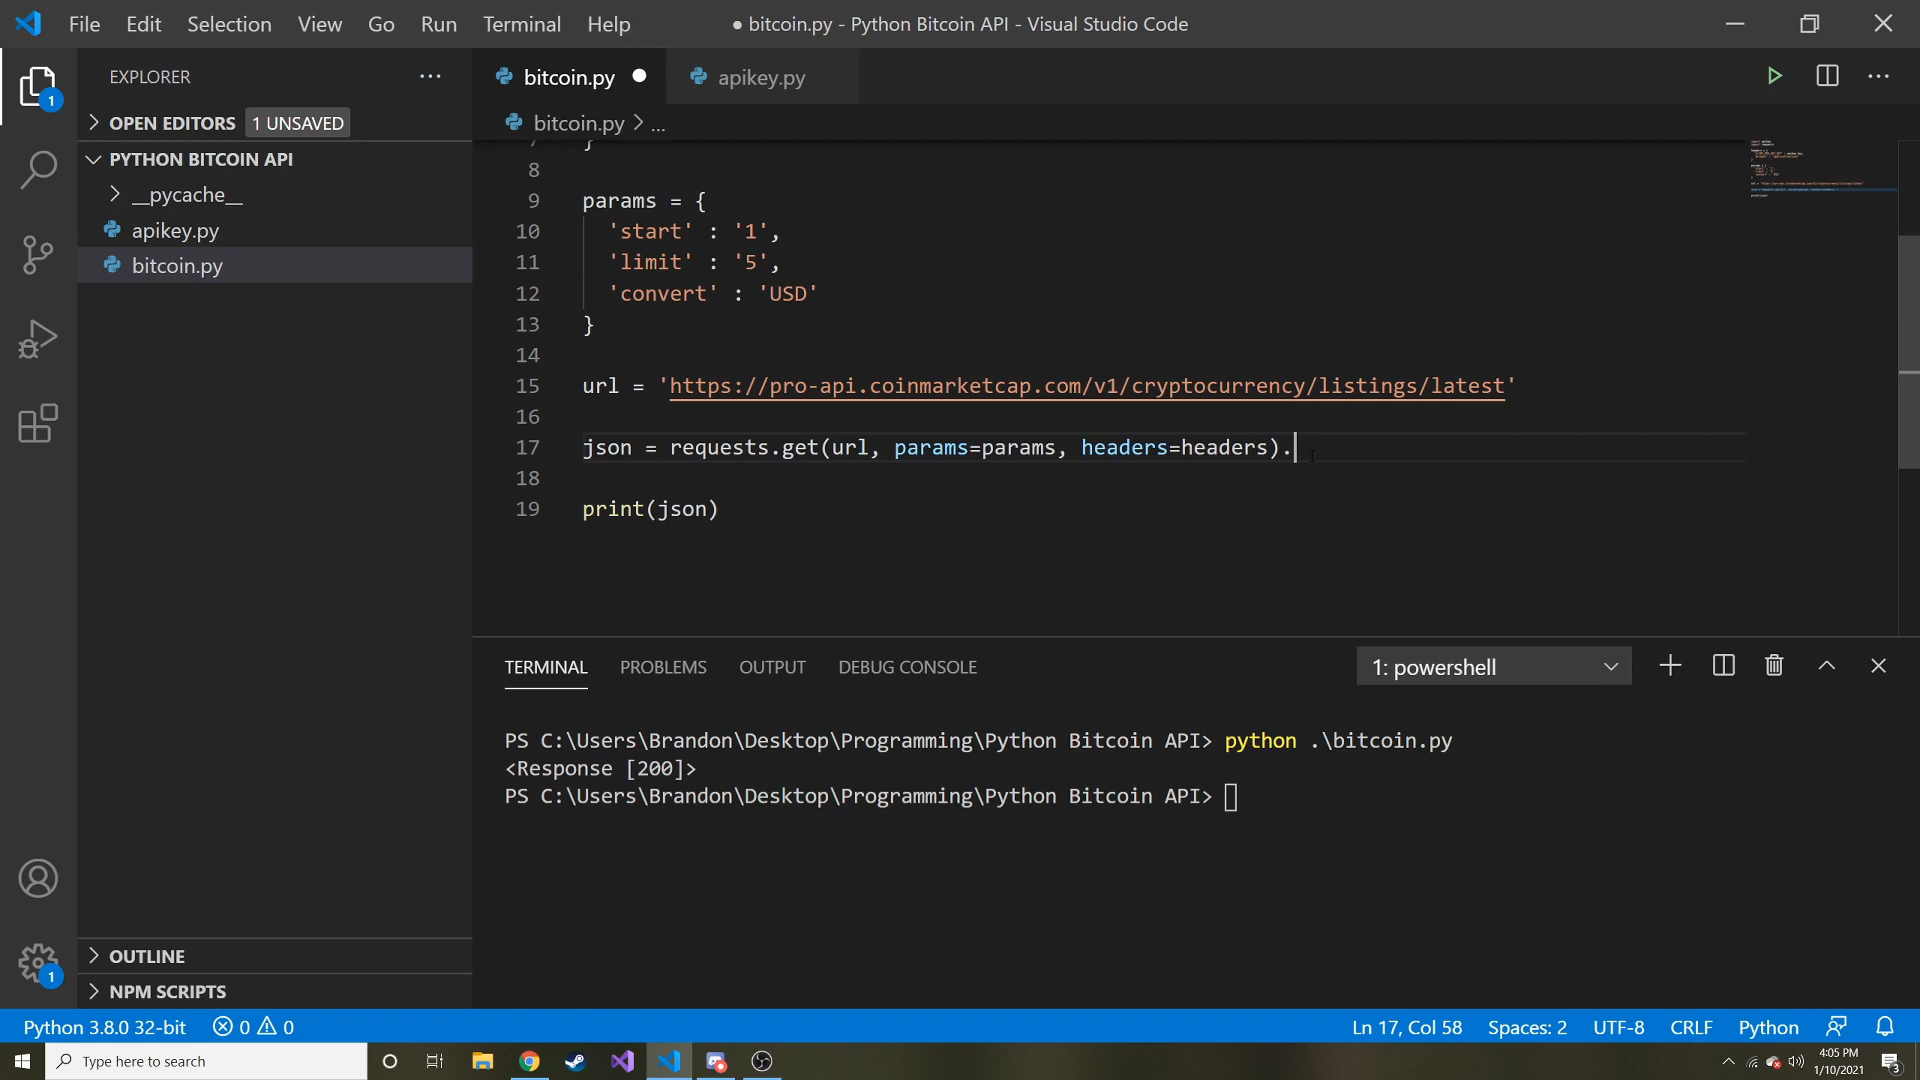 File Edit Selection View Go Run Terminal Help
● bitcoin.py - Python Bitcoin API - Visual Studio Code
EXPLORER
OPEN EDITORS 1 UNSAVED
PYTHON BITCOIN API
__pycache__
apikey.py
bitcoin.py
OUTLINE
NPM SCRIPTS
1
1
bitcoin.py
apikey.py
bitcoin.py > ...
7 }
8
9 params = {
10 'start' : '1',
11 'limit' : '5',
12 'convert' : 'USD'
13 }
14
15 url = 'https://pro-api.coinmarketcap.com/v1/cryptocurrency/listings/latest'
16
17 json = requests.get(url, params=params, headers=headers).
18
19 print(json)
TERMINAL PROBLEMS OUTPUT DEBUG CONSOLE
1: powershell
PS C:\Users\Brandon\Desktop\Programming\Python Bitcoin API> python .\bitcoin.py
<Response [200]>
PS C:\Users\Brandon\Desktop\Programming\Python Bitcoin API>
Python 3.8.0 32-bit 0 0
Ln 17, Col 58 Spaces: 2 UTF-8 CRLF Python
Type here to search
4:05 PM
1/10/2021
3